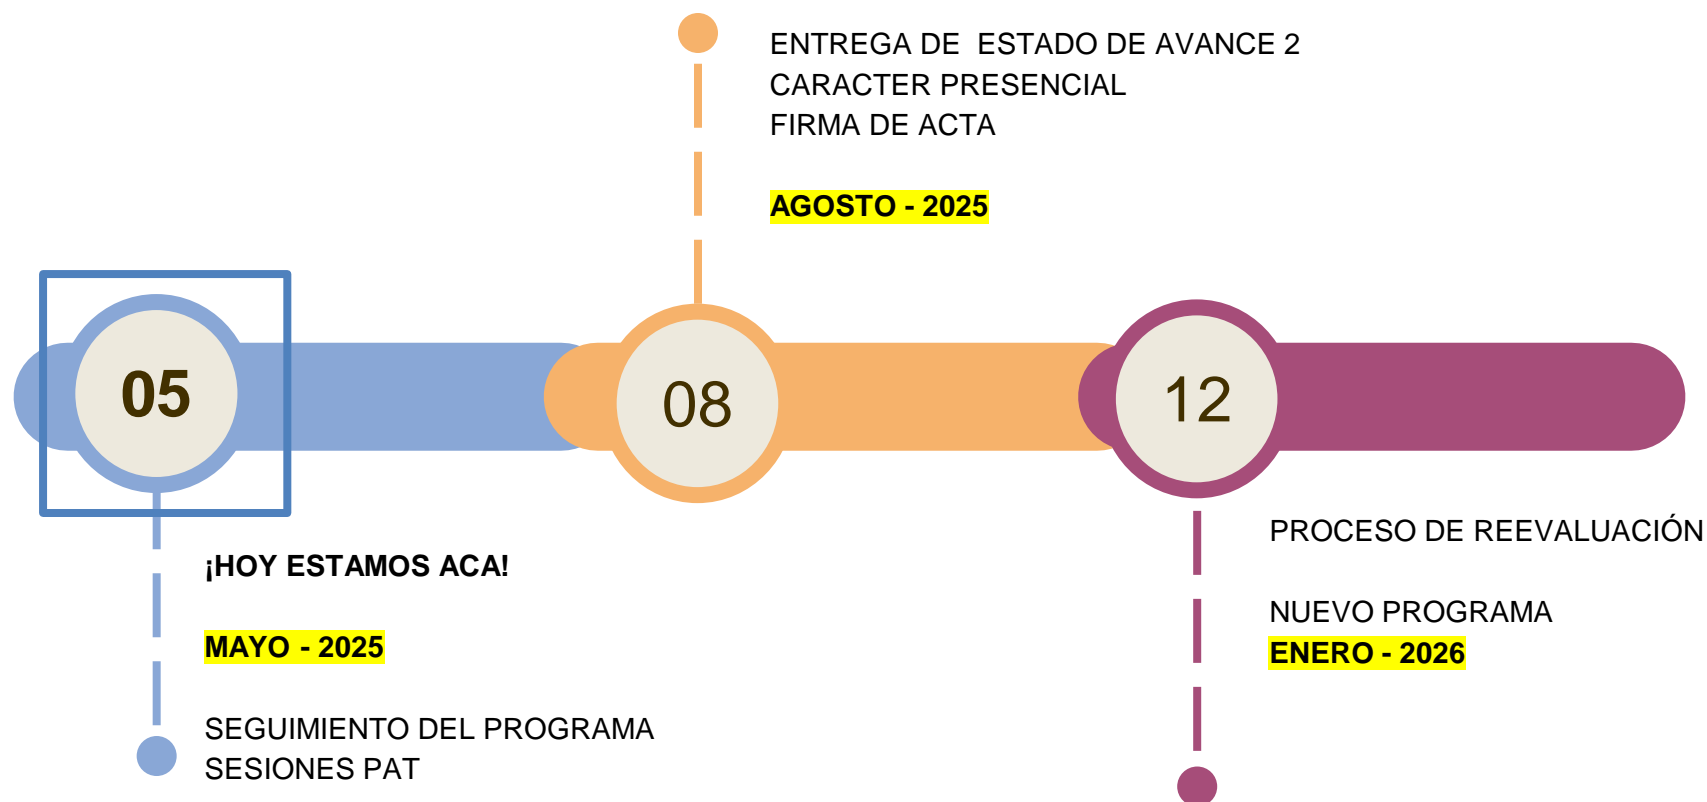 ENTREGA DE  ESTADO DE AVANCE 2
CARACTER PRESENCIAL
FIRMA DE ACTA
AGOSTO - 2025
05
08
12
¡HOY ESTAMOS ACA!
MAYO - 2025
SEGUIMIENTO DEL PROGRAMA
SESIONES PAT
PROCESO DE REEVALUACIÓN
NUEVO PROGRAMA
ENERO - 2026